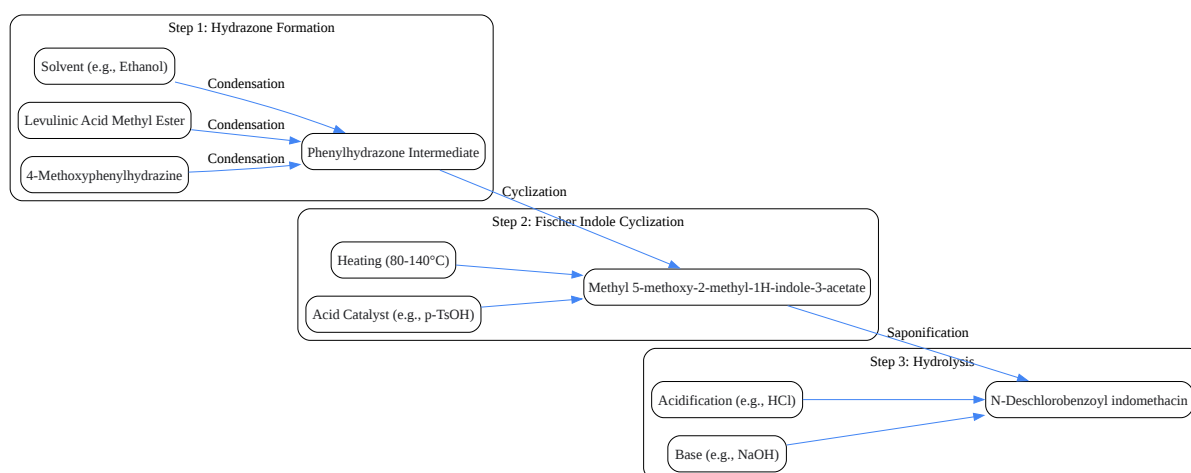 Step 1: Hydrazone Formation
Solvent (e.g., Ethanol)
Condensation
Levulinic Acid Methyl Ester
Condensation
Phenylhydrazone Intermediate
Condensation
4-Methoxyphenylhydrazine
Cyclization
Step 2: Fischer Indole Cyclization
Heating (80-140°C)
Methyl 5-methoxy-2-methyl-1H-indole-3-acetate
Acid Catalyst (e.g., p-TsOH)
Saponification
Step 3: Hydrolysis
Acidification (e.g., HCl)
N-Deschlorobenzoyl indomethacin
Base (e.g., NaOH)